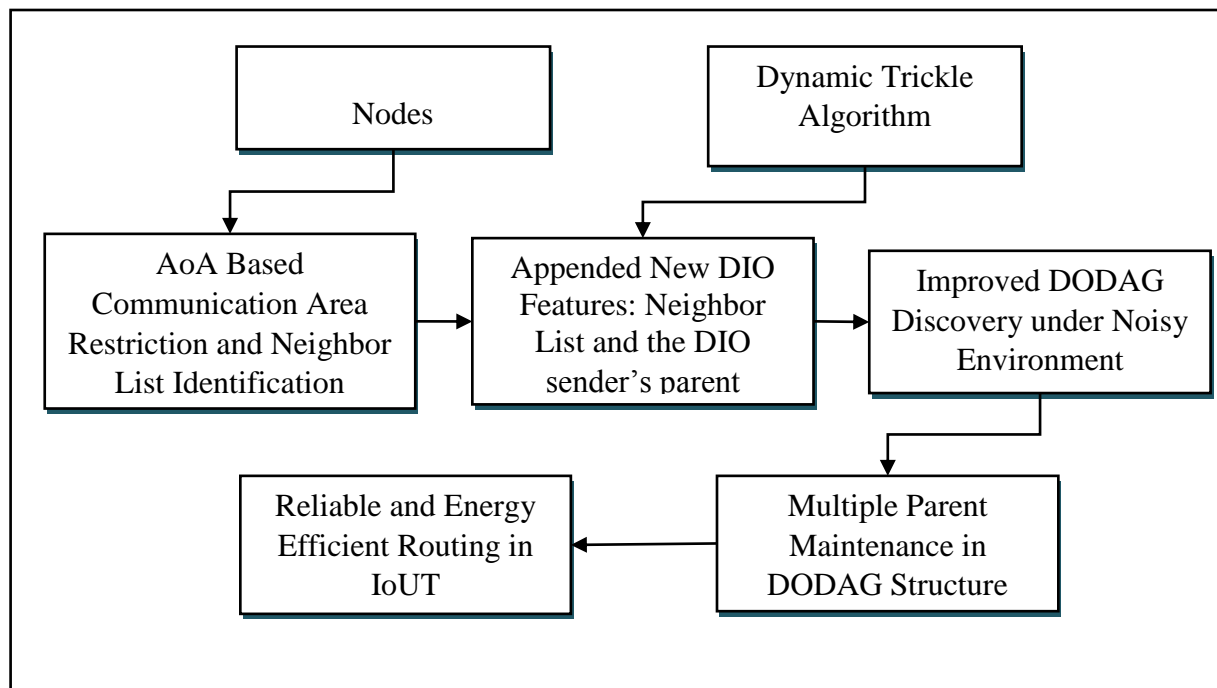 Nodes
Dynamic Trickle
Algorithm
AoA Based
Communication Area
Restriction and Neighbor
List Identification
Appended New DIO
Features: Neighbor
List and the DIO
sender’s parent
Improved DODAG
Discovery under Noisy
Environment
Multiple Parent
Maintenance in
DODAG Structure
Reliable and Energy
Efficient Routing in
IoUT